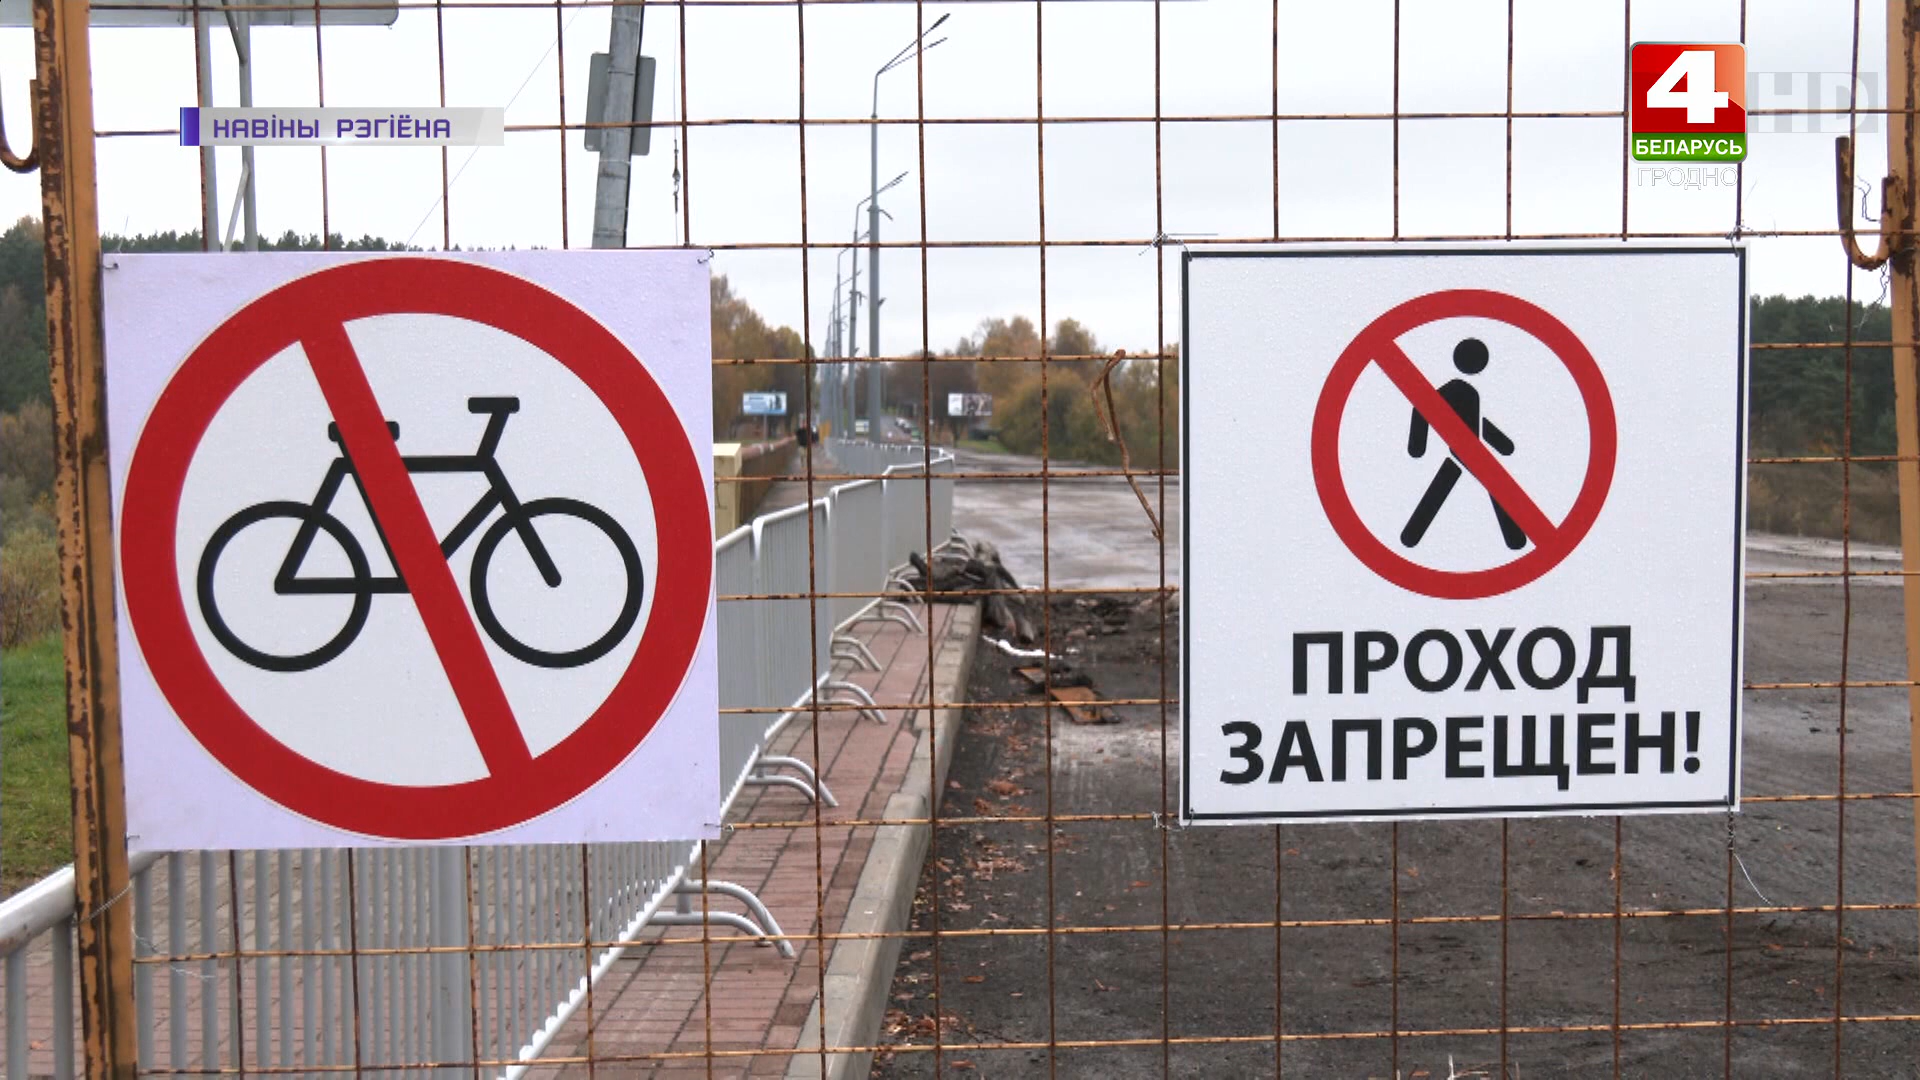 НАВІНЫ РЭГІЁНА
4
HD
БЕЛАРУСЬ
ГРОДНО
ПРОХОД
ЗАПРЕЩЕН!